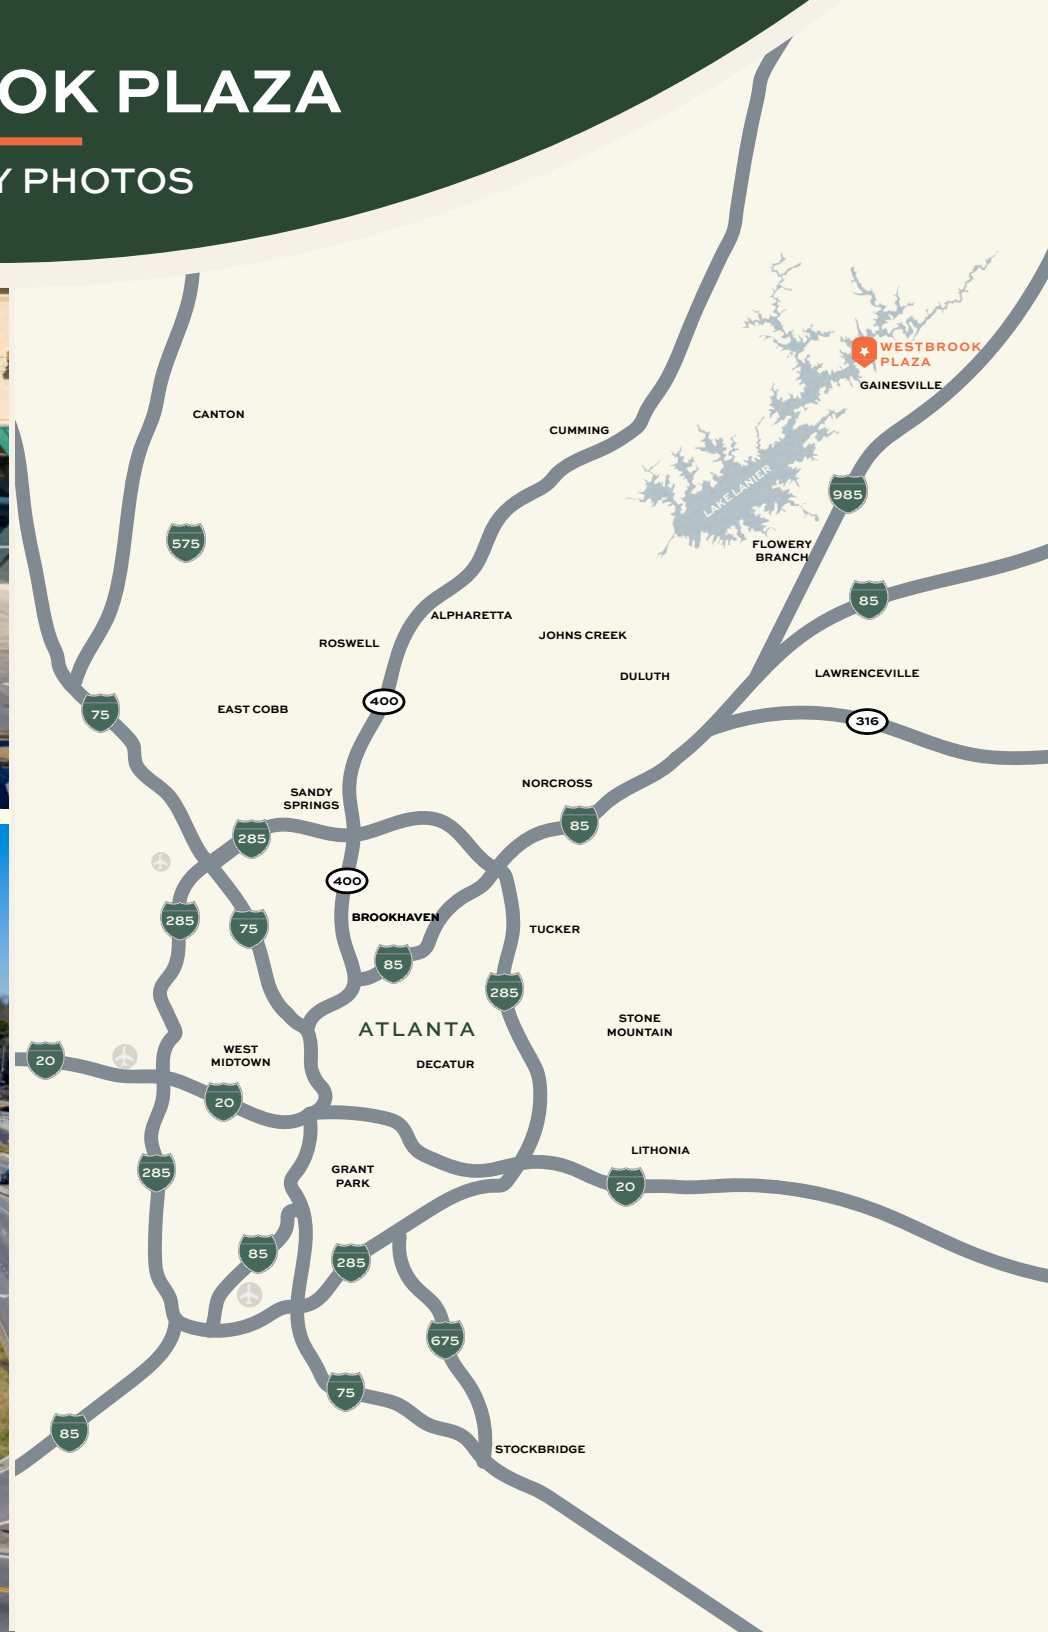 OK PLAZA
Y PHOTOS
WESTBROOK
PLAZA
GAINESVILLE
CANTON
CUMMING
LAKE LANIER
985
575
FLOWERY
BRANCH
85
ALPHARETTA
JOHNS CREEK
ROSWELL
DULUTH
LAWRENCEVILLE
400
EAST COBB
75
316
NORCROSS
SANDY
SPRINGS
85
285
400
285
75
BROOKHAVEN
TUCKER
85
285
STONE
MOUNTAIN
ATLANTA
WEST
MIDTOWN
20
DECATUR
20
LITHONIA
285
GRANT
PARK
20
85
285
675
75
85
STOCKBRIDGE